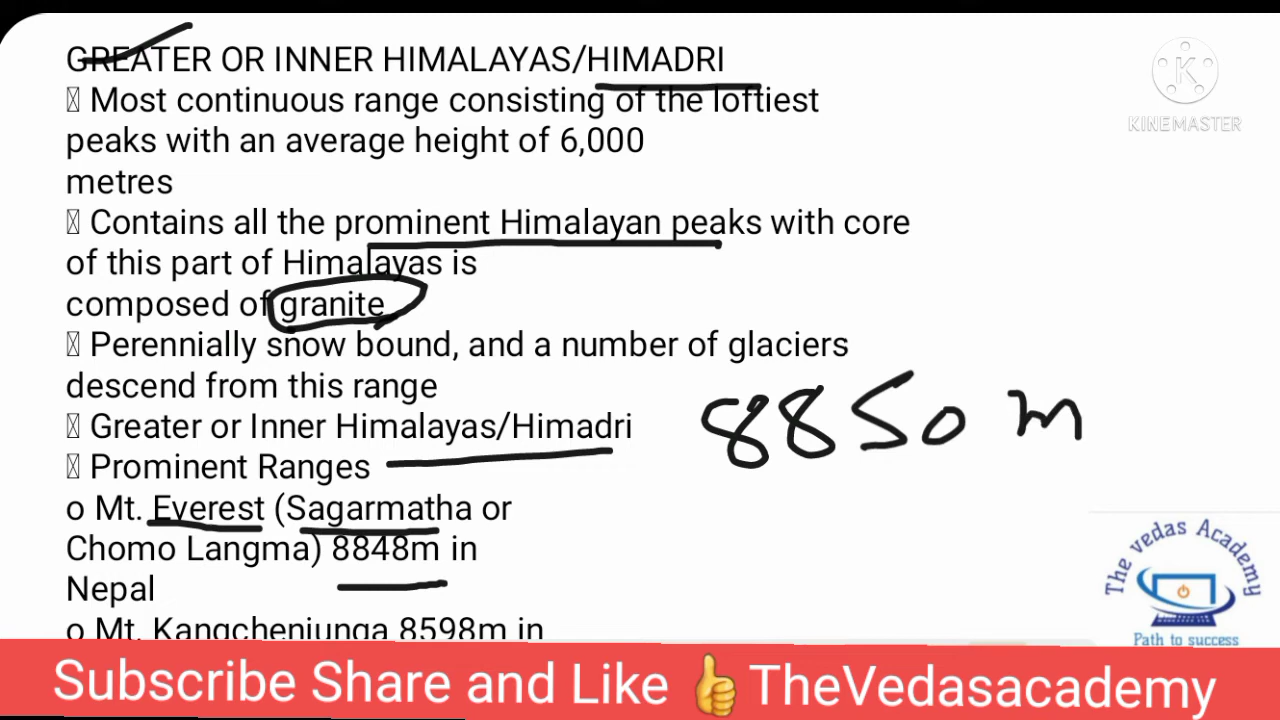 GREATER OR INNER HIMALAYAS/HIMADRI
Most continuous range consisting of the loftiest
peaks with an average height of 6,000
metres
Contains all the prominent Himalayan peaks with core
of this part of Himalayas is
composed of granite
Perennially snow bound, and a number of glaciers
descend from this range
Greater or Inner Himalayas/Himadri
Prominent Ranges
o Mt. Everest (Sagarmatha or
Chomo Langma) 8848m in
Nepal
o Mt. Kangchenjunga 8598m in
8850 m
K
KINEMASTER
The vedas Academy
Path to success
Subscribe Share and Like 👍 TheVedasacademy